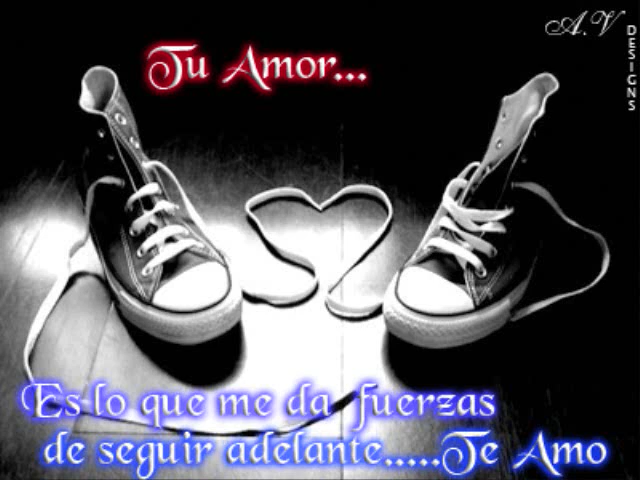 A.V
DESIGNS
Tu Amor...
Es lo que me da fuerzas
de seguir adelante.....Te Amo